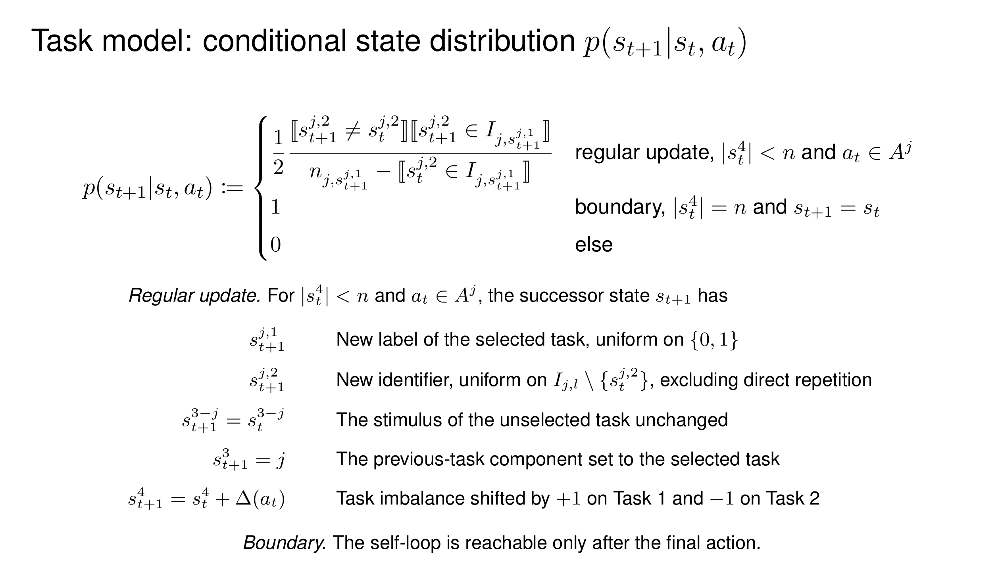 Task model: conditional state distribution $p(s_{t+1}|s_t, a_t)$
$p(s_{t+1}|s_t, a_t) := \begin{cases} \frac{1}{2} \frac{[\![s_{t+1}^{j,2} \neq s_t^{j,2}]\!][\![s_{t+1}^{j,2} \in I_{j,s_{t+1}^{j,1}}]\!]}{n_{j,s_{t+1}^{j,1}} - [\![s_t^{j,2} \in I_{j,s_{t+1}^{j,1}}]\!]} & \text{regular update, } |s_t^4| < n \text{ and } a_t \in A^j \\ 1 & \text{boundary, } |s_t^4| = n \text{ and } s_{t+1} = s_t \\ 0 & \text{else} \end{cases}$
Regular update. For $|s_t^4| < n$ and $a_t \in A^j$, the successor state $s_{t+1}$ has
$s_{t+1}^{j,1}$ New label of the selected task, uniform on $\{0, 1\}$
$s_{t+1}^{j,2}$ New identifier, uniform on $I_{j,l} \setminus \{s_t^{j,2}\}$, excluding direct repetition
$s_{t+1}^{3-j} = s_t^{3-j}$ The stimulus of the unselected task unchanged
$s_{t+1}^3 = j$ The previous-task component set to the selected task
$s_{t+1}^4 = s_t^4 + \Delta(a_t)$ Task imbalance shifted by $+1$ on Task 1 and $-1$ on Task 2
Boundary. The self-loop is reachable only after the final action.